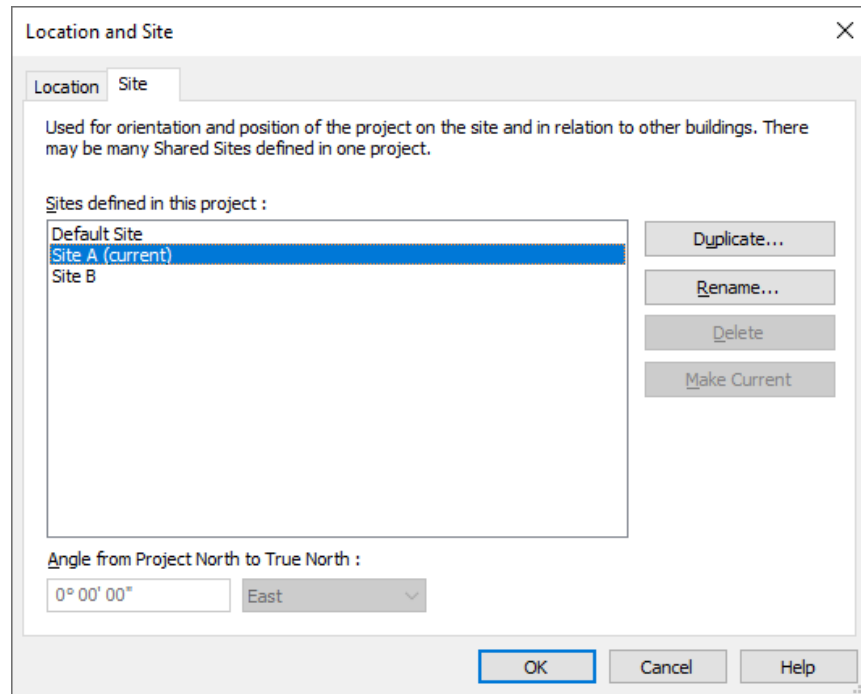 Location and Site
Location
Site
Used for orientation and position of the project on the site and in relation to other buildings. There
may be many Shared Sites defined in one project.
Sites defined in this project :
Default Site
Site A (current)
Site B
Duplicate...
Rename...
Delete
Make Current
Angle from Project North to True North :
0° 00' 00"
East
OK
Cancel
Help